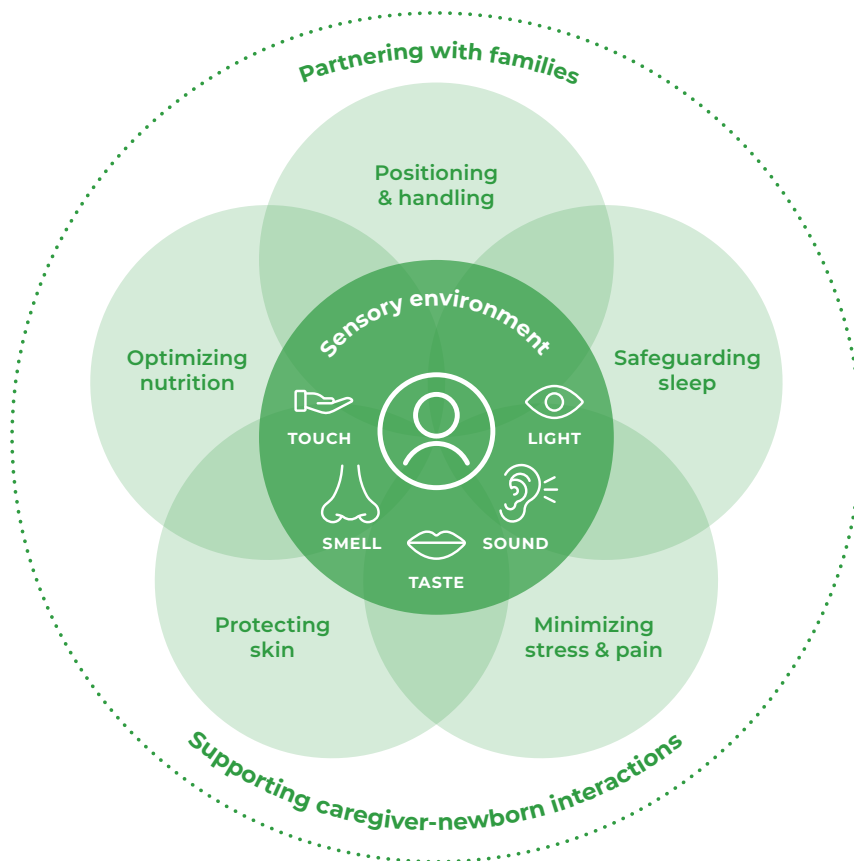 Partnering with families
Positioning
& handling
Optimizing
nutrition
Safeguarding
sleep
Sensory environment
TOUCH
LIGHT
SMELL
SOUND
TASTE
Protecting
skin
Minimizing
stress & pain
Supporting caregiver-newborn interactions